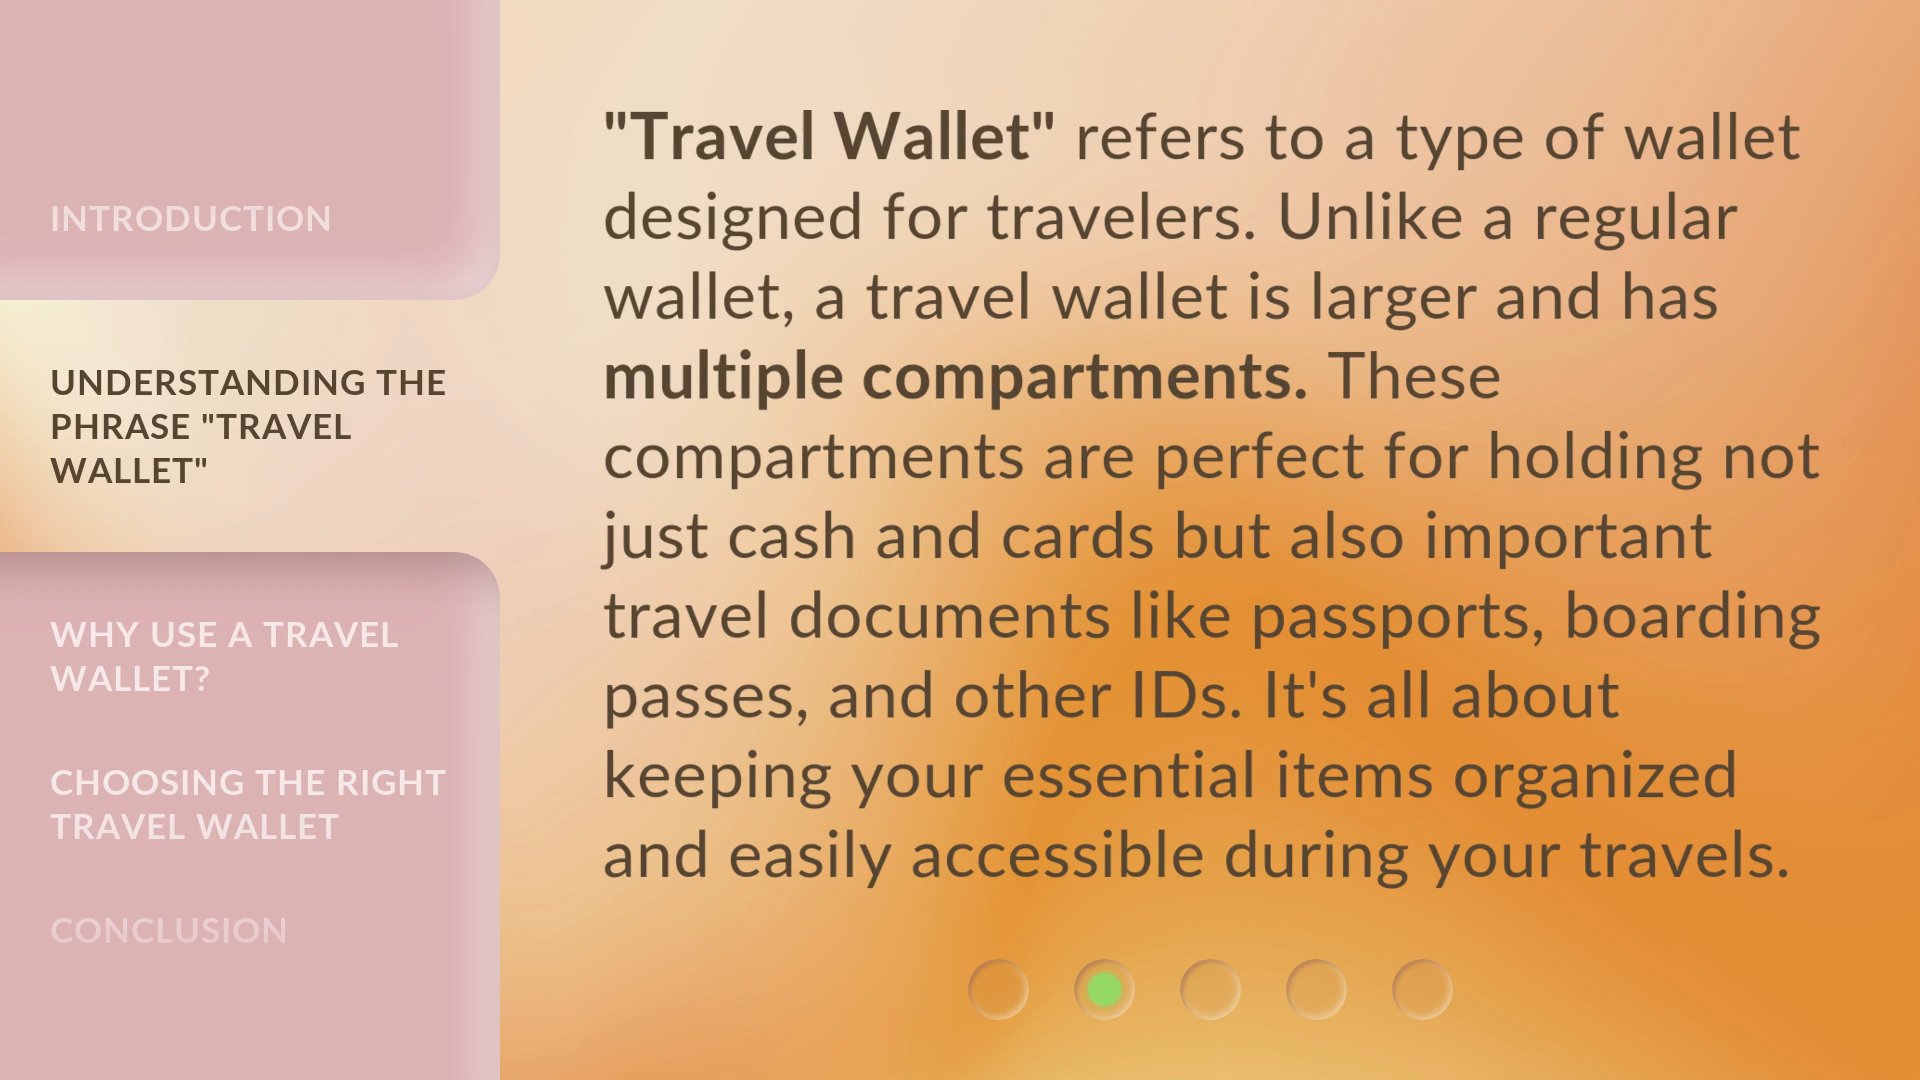 INTRODUCTION
UNDERSTANDING THE
PHRASE "TRAVEL
WALLET"
WHY USE A TRAVEL
WALLET?
CHOOSING THE RIGHT
TRAVEL WALLET
CONCLUSION
"Travel Wallet" refers to a type of wallet
designed for travelers. Unlike a regular
wallet, a travel wallet is larger and has
multiple compartments. These
compartments are perfect for holding not
just cash and cards but also important
travel documents like passports, boarding
passes, and other IDs. It's all about
keeping your essential items organized
and easily accessible during your travels.